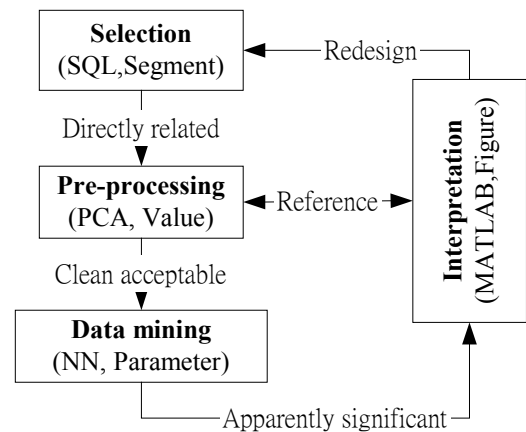 Selection
(SQL,Segment)
Redesign
Directly related
Pre-processing
(PCA, Value)
Reference
Interpretation
(MATLAB,Figure)
Clean acceptable
Data mining
(NN, Parameter)
Apparently significant